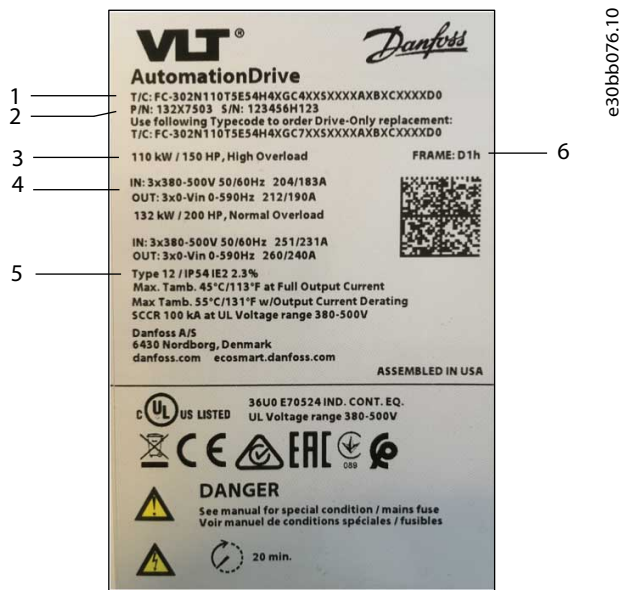 e30bb076.10
VLT®
Danfoss
AutomationDrive
1
T/C: FC-302N110T5E54H4XGC4XXSXXXXAXBXCXXXXD0
2
P/N: 132X7503 S/N: 123456H123
Use following Typecode to order Drive-Only replacement:
T/C: FC-302N110T5E54H4XGC7XXSXXXXAXBXCXXXXD0
3
110 kW / 150 HP, High Overload
FRAME: D1h
6
4
IN: 3x380-500V 50/60Hz 204/183A
OUT: 3x0-Vin 0-590Hz 212/190A
132 kW / 200 HP, Normal Overload
IN: 3x380-500V 50/60Hz 251/231A
OUT: 3x0-Vin 0-590Hz 260/240A
5
Type 12 / IP54 IE2 2.3%
Max. Tamb. 45°C/113°F at Full Output Current
Max Tamb. 55°C/131°F w/Output Current Derating
SCCR 100 kA at UL Voltage range 380-500V
Danfoss A/S
6430 Nordborg, Denmark
danfoss.com ecosmart.danfoss.com
ASSEMBLED IN USA
C UL US LISTED
36U0 E70524 IND. CONT. EQ.
UL Voltage range 380-500V
CE EAC
089
DANGER
See manual for special condition / mains fuse
Voir manuel de conditions spéciales / fusibles
20 min.